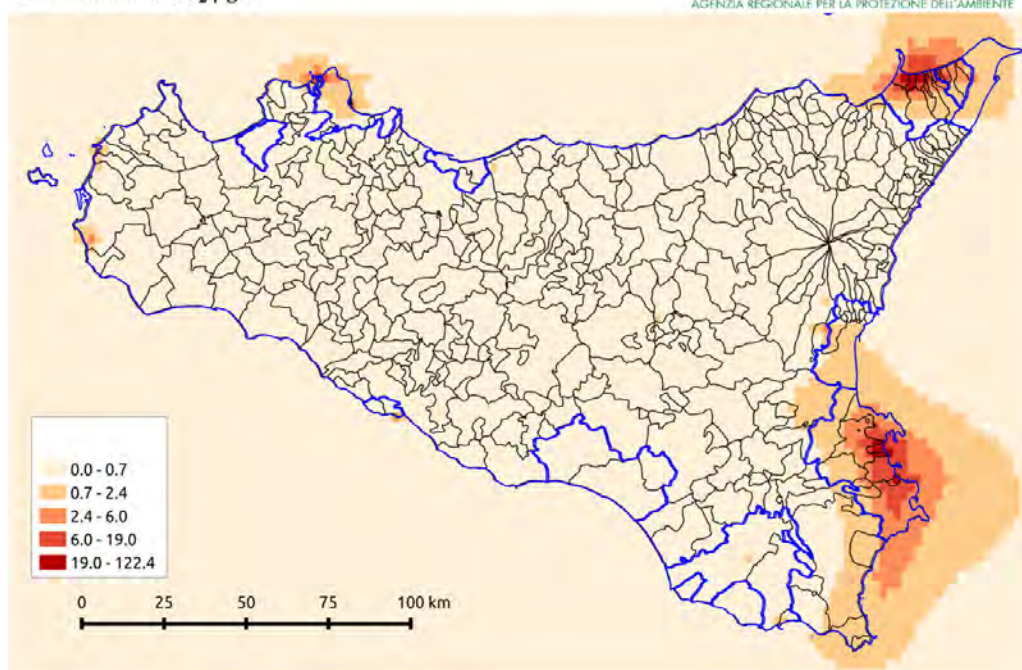 AGENZIA REGIONALE PER LA PROTEZIONE DELL'AMBIENTE
0.0 - 0.7
0.7 - 2.4
2.4 - 6.0
6.0 - 19.0
19.0 - 122.4
0 25 50 75 100 km